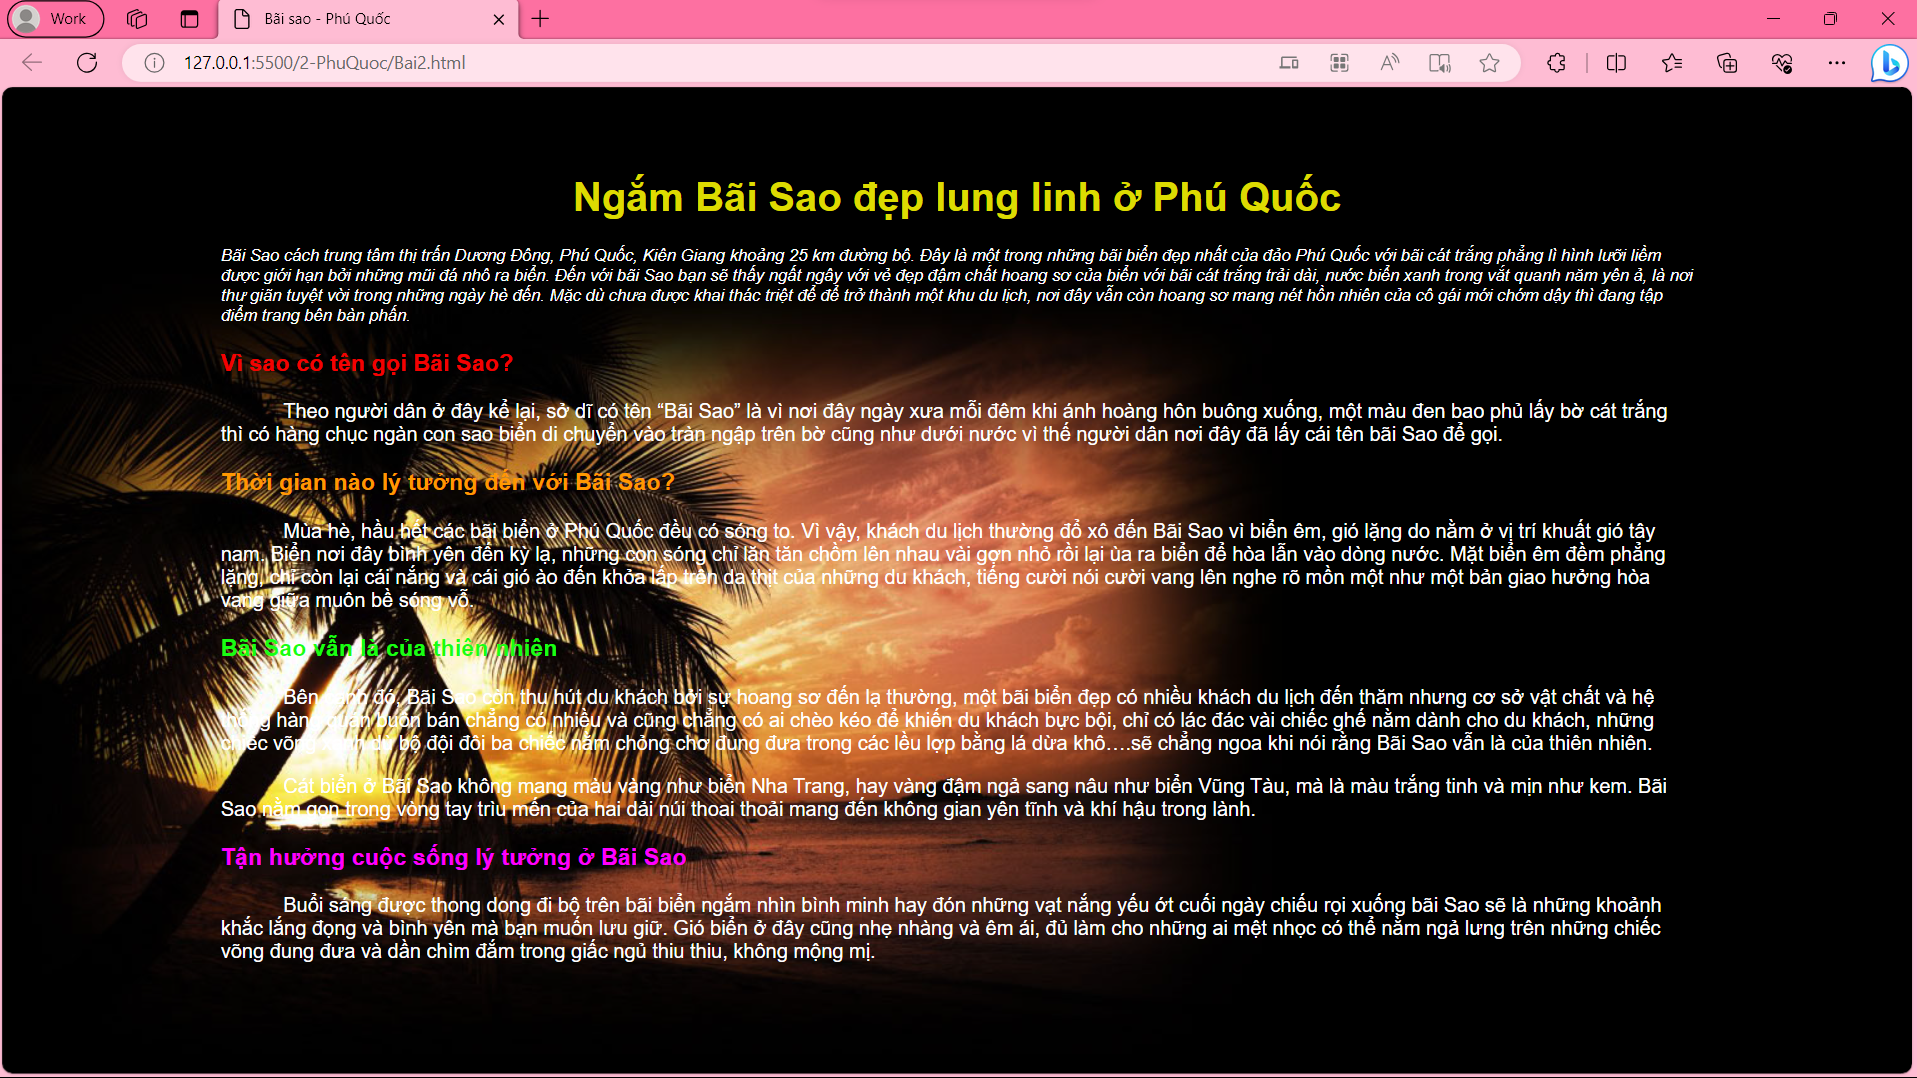 Work
Bãi sao - Phú Quốc
127.0.0.1:5500/2-PhuQuoc/Bai2.html
Ngắm Bãi Sao đẹp lung linh ở Phú Quốc
Bãi Sao cách trung tâm thị trấn Dương Đông, Phú Quốc, Kiên Giang khoảng 25 km đường bộ. Đây là một trong những bãi biển đẹp nhất của đảo Phú Quốc với bãi cát trắng phẳng lì hình lưỡi liềm
được giới hạn bởi những mũi đá nhô ra biển. Đến với bãi Sao bạn sẽ thấy ngất ngây với vẻ đẹp đậm chất hoang sơ của biển với bãi cát trắng trải dài, nước biển xanh trong vắt quanh năm yên ả, là nơi
thư giãn tuyệt vời trong những ngày hè đến. Mặc dù chưa được khai thác triệt để để trở thành một khu du lịch, nơi đây vẫn còn hoang sơ mang nét hồn nhiên của cô gái mới chớm dậy thì đang tập
điểm trang bên bàn phấn.
Vì sao có tên gọi Bãi Sao?
Theo người dân ở đây kể lại, sở dĩ có tên “Bãi Sao” là vì nơi đây ngày xưa mỗi đêm khi ánh hoàng hôn buông xuống, một màu đen bao phủ lấy bờ cát trắng
thì có hàng chục ngàn con sao biển di chuyển vào tràn ngập trên bờ cũng như dưới nước vì thế người dân nơi đây đã lấy cái tên bãi Sao để gọi.
Thời gian nào lý tưởng đến với Bãi Sao?
Mùa hè, hầu hết các bãi biển ở Phú Quốc đều có sóng to. Vì vậy, khách du lịch thường đổ xô đến Bãi Sao vì biển êm, gió lặng do nằm ở vị trí khuất gió tây
nam. Biển nơi đây bình yên đến kỳ lạ, những con sóng chỉ lăn tăn chồm lên nhau vài gợn nhỏ rồi lại ùa ra biển để hòa lẫn vào dòng nước. Mặt biển êm đềm phẳng
lặng, chỉ còn lại cái nắng và cái gió ào đến khỏa lấp trên da thịt của những du khách, tiếng cười nói cười vang lên nghe rõ mồn một như một bản giao hưởng hòa
vang giữa muôn bề sóng vỗ.
Bãi Sao vẫn là của thiên nhiên
Bên cạnh đó, Bãi Sao còn thu hút du khách bởi sự hoang sơ đến lạ thường, một bãi biển đẹp có nhiều khách du lịch đến thăm nhưng cơ sở vật chất và hệ
thống hàng quán buôn bán chẳng có nhiều và cũng chẳng có ai chèo kéo để khiến du khách bực bội, chỉ có lác đác vài chiếc ghế nằm dành cho du khách, những
chiếc võng xanh dù bộ đội đôi ba chiếc nằm chỏng chơ đung đưa trong các lều lợp bằng lá dừa khô….sẽ chẳng ngoa khi nói rằng Bãi Sao vẫn là của thiên nhiên.
Cát biển ở Bãi Sao không mang màu vàng như biển Nha Trang, hay vàng đậm ngả sang nâu như biển Vũng Tàu, mà là màu trắng tinh và mịn như kem. Bãi
Sao nằm gọn trong vòng tay trìu mến của hai dải núi thoai thoải mang đến không gian yên tĩnh và khí hậu trong lành.
Tận hưởng cuộc sống lý tưởng ở Bãi Sao
Buổi sáng được thong dong đi bộ trên bãi biển ngắm nhìn bình minh hay đón những vạt nắng yếu ớt cuối ngày chiếu rọi xuống bãi Sao sẽ là những khoảnh
khắc lắng đọng và bình yên mà bạn muốn lưu giữ. Gió biển ở đây cũng nhẹ nhàng và êm ái, đủ làm cho những ai mệt nhọc có thể nằm ngả lưng trên những chiếc
võng đung đưa và dần chìm đắm trong giấc ngủ thiu thiu, không mộng mị.